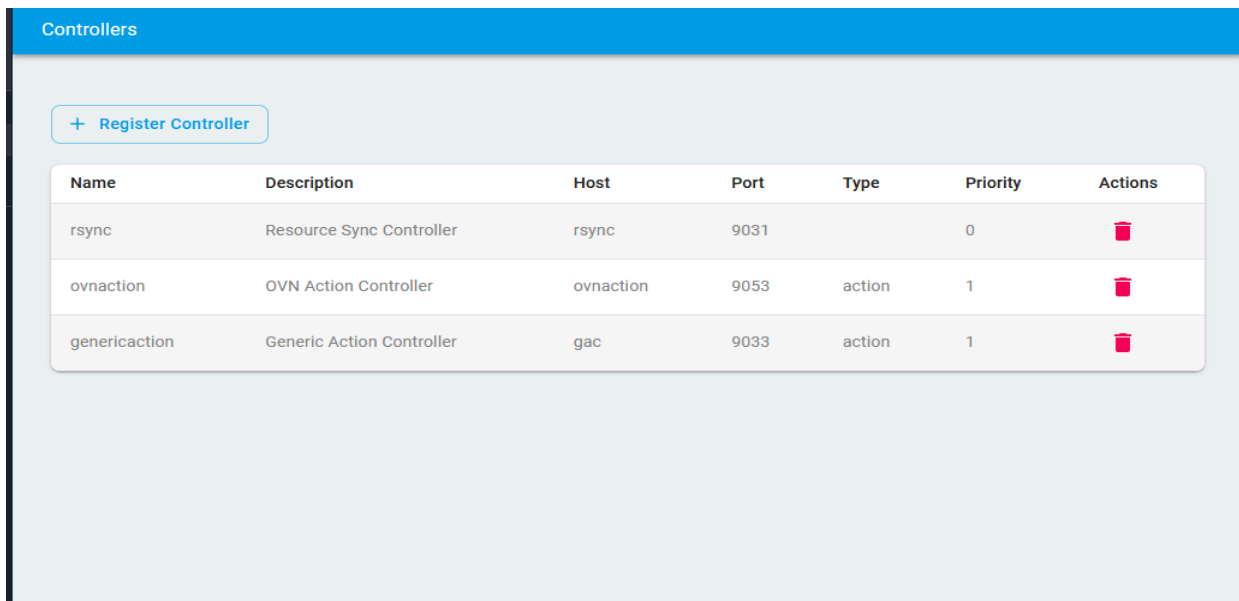 Controllers
+ Register Controller
Name Description Host Port Type Priority Actions
rsync Resource Sync Controller rsync 9031 0
ovnaction OVN Action Controller ovnaction 9053 action 1
genericaction Generic Action Controller gac 9033 action 1